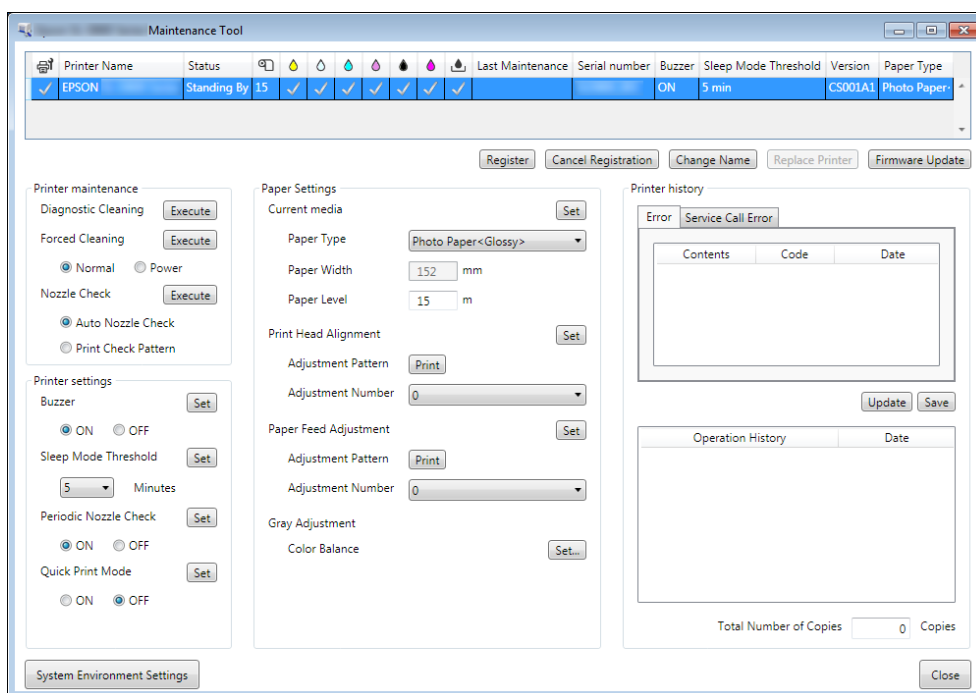 Maintenance Tool
Printer Name Status Last Maintenance Serial number Buzzer Sleep Mode Threshold Version Paper Type
EPSON Standing By 15 ON 5 min CS001A1 Photo Paper
Register Cancel Registration Change Name Replace Printer Firmware Update
Printer maintenance
Diagnostic Cleaning Execute
Forced Cleaning Execute
Normal Power
Nozzle Check Execute
Auto Nozzle Check
Print Check Pattern
Printer settings
Buzzer Set
ON OFF
Sleep Mode Threshold Set
5 Minutes
Periodic Nozzle Check Set
ON OFF
Quick Print Mode Set
ON OFF
Paper Settings
Current media Set
Paper Type Photo Paper<Glossy>
Paper Width 152 mm
Paper Level 15 m
Print Head Alignment Set
Adjustment Pattern Print
Adjustment Number 0
Paper Feed Adjustment Set
Adjustment Pattern Print
Adjustment Number 0
Gray Adjustment
Color Balance Set...
Printer history
Error Service Call Error
Contents Code Date
Update Save
Operation History Date
Total Number of Copies 0 Copies
System Environment Settings Close